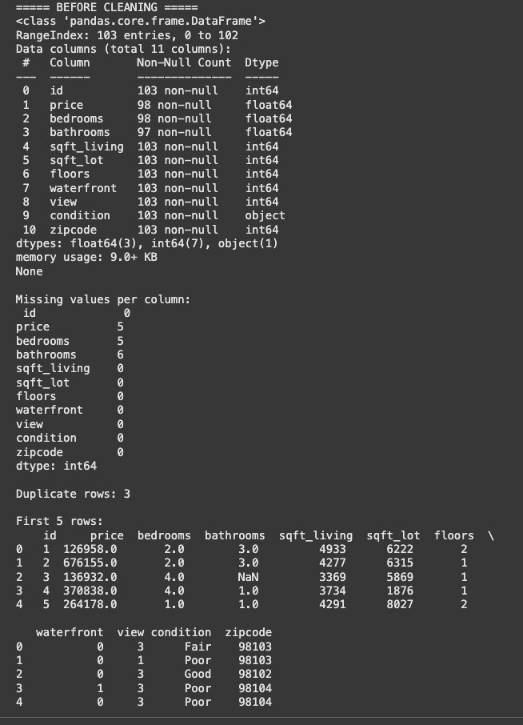 ===== BEFORE CLEANING =====
<class 'pandas.core.frame.DataFrame'>
RangeIndex: 103 entries, 0 to 102
Data columns (total 11 columns):
 #   Column       Non-Null Count  Dtype
---  ------       --------------  -----
 0   id           103 non-null    int64
 1   price        98 non-null     float64
 2   bedrooms     98 non-null     float64
 3   bathrooms    97 non-null     float64
 4   sqft_living  103 non-null    int64
 5   sqft_lot     103 non-null    int64
 6   floors       103 non-null    int64
 7   waterfront   103 non-null    int64
 8   view         103 non-null    int64
 9   condition    103 non-null    object
 10  zipcode      103 non-null    int64
dtypes: float64(3), int64(7), object(1)
memory usage: 9.0+ KB
None

Missing values per column:
 id             0
price          5
bedrooms       5
bathrooms      6
sqft_living    0
sqft_lot       0
floors         0
waterfront     0
view           0
condition      0
zipcode        0
dtype: int64

Duplicate rows: 3

First 5 rows:
    id     price  bedrooms  bathrooms  sqft_living  sqft_lot  floors  \
0   1  126958.0       2.0        3.0         4933      6222       2
1   2  676155.0       2.0        3.0         4277      6315       1
2   3  136932.0       4.0        NaN         3369      5869       1
3   4  370838.0       4.0        1.0         3734      1876       1
4   5  264178.0       1.0        1.0         4291      8027       2

   waterfront  view condition  zipcode
0           0     3      Fair    98103
1           0     1      Poor    98103
2           0     3      Good    98102
3           1     3      Poor    98104
4           0     3      Poor    98104